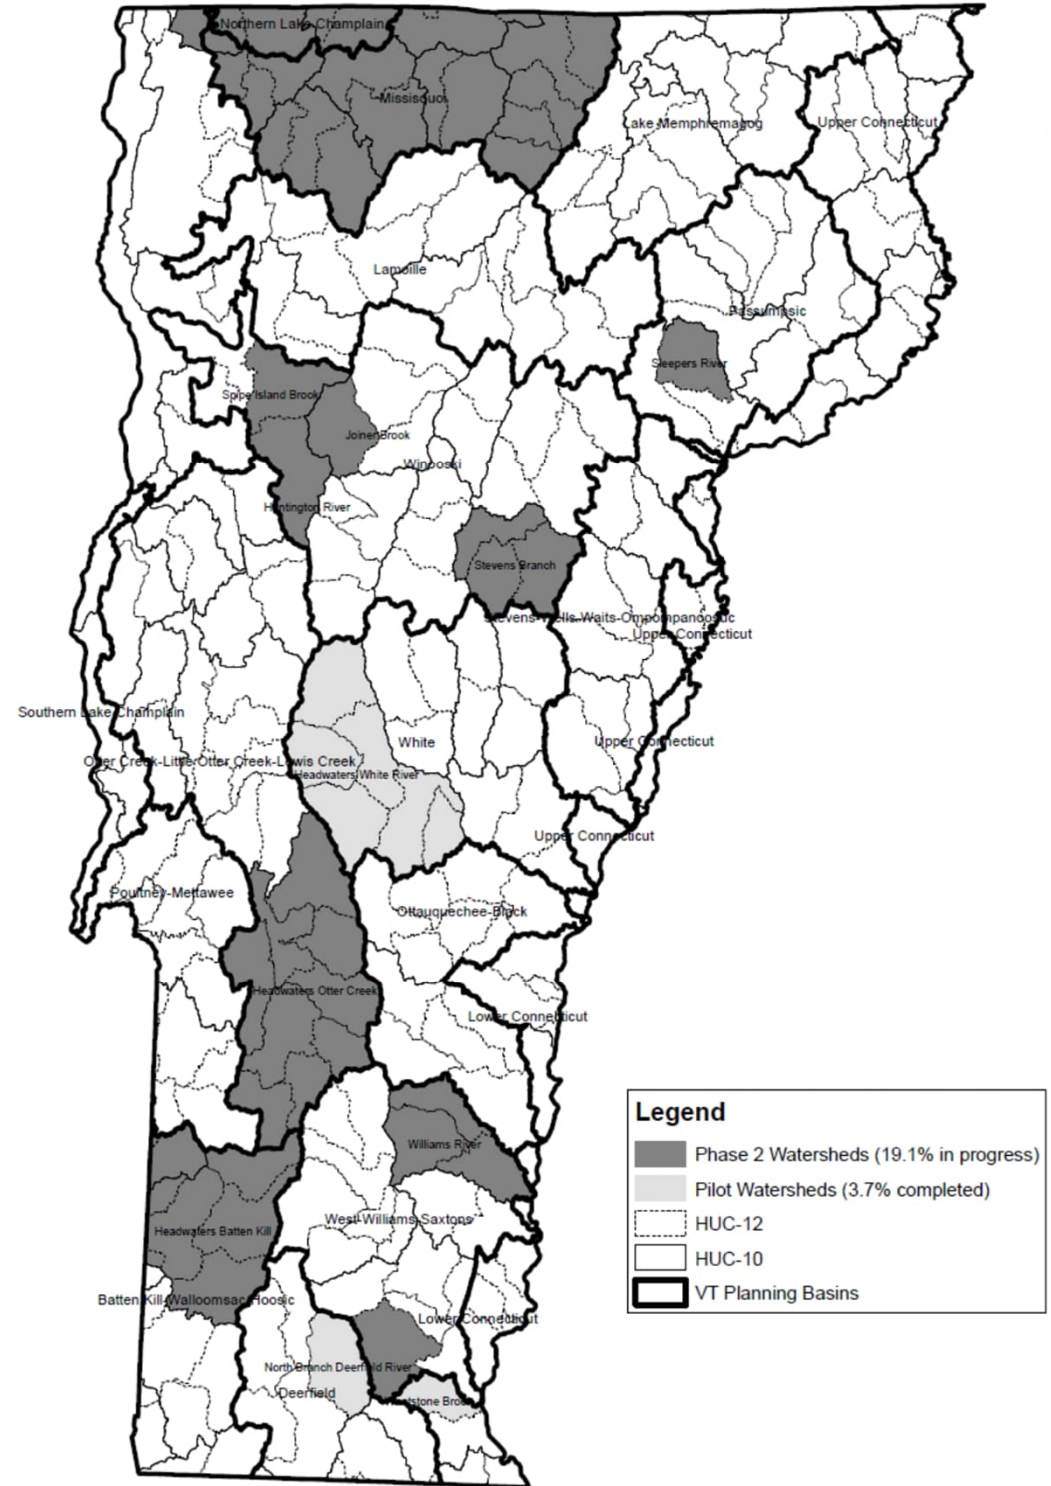 Northern Lake Champlain
Missisquoi
Lake Memphremagog
Upper Connecticut
Lamoille
Passumpsic
Sleepers River
Snipe Island Brook
Joiner Brook
Winooski
Huntington River
Stevens Branch
Stevens-Wells-Waits-Ompompanoosuc
Upper Connecticut
Southern Lake Champlain
White
Upper Connecticut
Otter Creek-Little Otter Creek-Lewis Creek
Headwaters White River
Upper Connecticut
Poultney-Mettawee
Ottauquechee-Black
Headwaters Otter Creek
Lower Connecticut
Williams River
West-Williams-Saxtons
Headwaters Batten Kill
Batten Kill-Walloomsac-Hoosic
Lower Connecticut
North Branch Deerfield River
Deerfield
Whetstone Brook
Legend
Phase 2 Watersheds (19.1% in progress)
Pilot Watersheds (3.7% completed)
HUC-12
HUC-10
VT Planning Basins